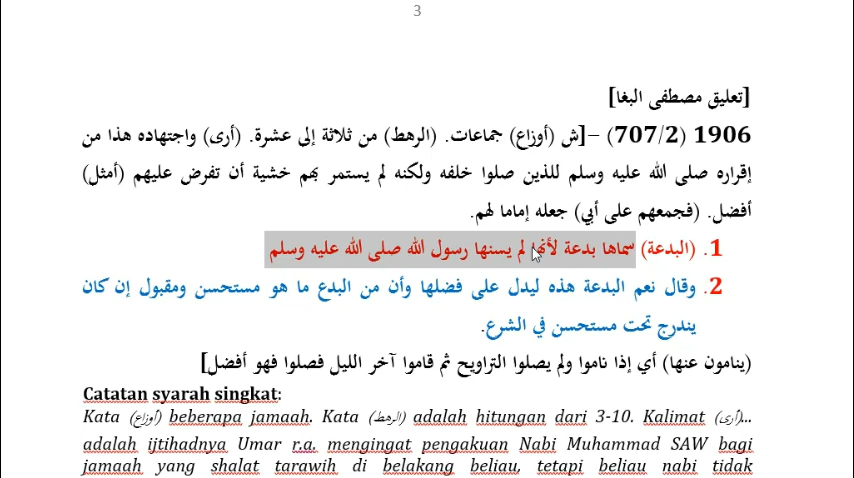 3
[تعليق مصطفى البغا]
1906 (707/2) –[ش (أوزاع) جماعات. (الرهط) من ثلاثة إلى عشرة. (أرى) واجتهاده هذا من
إقراره صلى الله عليه وسلم للذين صلوا خلفه ولكنه لم يستمر بهم خشية أن تفرض عليهم (أمثل)
أفضل. (فجمعهم على أبي) جعله إماما لهم.
1. (البدعة) سماها بدعة لأنها لم يسنها رسول الله صلى الله عليه وسلم
2. وقال نعم البدعة هذه ليدل على فضلها وأن من البدع ما هو مستحسن ومقبول إن كان
يندرج تحت مستحسن في الشرع.
(ينامون عنها) أي إذا ناموا ولم يصلوا التراويح ثم قاموا آخر الليل فصلوا فهو أفضل]
Catatan syarah singkat:
Kata (أوزاع) beberapa jamaah. Kata (الرهط) adalah hitungan dari 3-10. Kalimat (أرى)...
adalah ijtihadnya Umar r.a. mengingat pengakuan Nabi Muhammad SAW bagi
jamaah yang shalat tarawih di belakang beliau, tetapi beliau nabi tidak